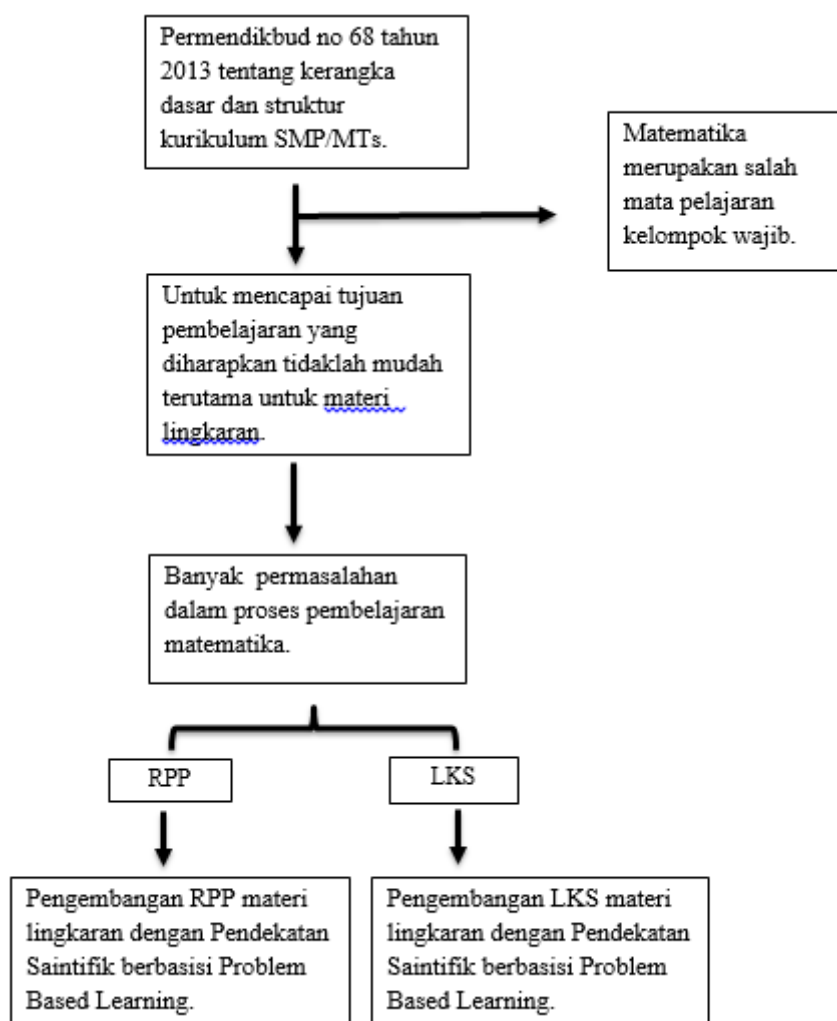 Permendikbud no 68 tahun
2013 tentang kerangka
dasar dan struktur
kurikulum SMP/MTs.
Matematika
merupakan salah
mata pelajaran
kelompok wajib.
Untuk mencapai tujuan
pembelajaran yang
diharapkan tidaklah mudah
terutama untuk materi
lingkaran.
Banyak permasalahan
dalam proses pembelajaran
matematika.
RPP
LKS
Pengembangan RPP materi
lingkaran dengan Pendekatan
Saintifik berbasisi Problem
Based Learning.
Pengembangan LKS materi
lingkaran dengan Pendekatan
Saintifik berbasisi Problem
Based Learning.